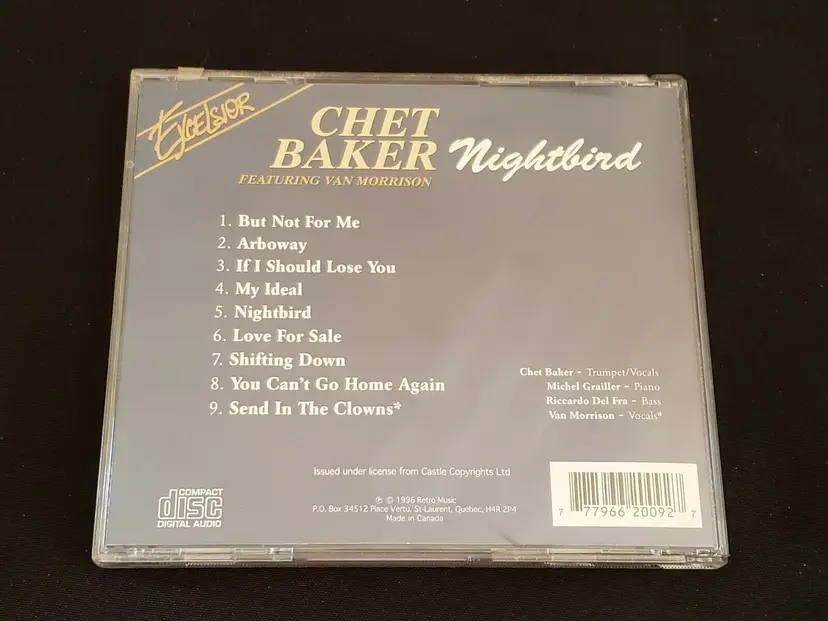 Excelsior
CHET
BAKER
Nightbird
FEATURING VAN MORRISON
1. But Not For Me
2. Arboway
3. If I Should Lose You
4. My Ideal
5. Nightbird
6. Love For Sale
7. Shifting Down
8. You Can't Go Home Again
9. Send In The Clowns*
Chet Baker – Trumpet/Vocals
Michel Grailler – Piano
Riccardo Del Fra – Bass
Van Morrison – Vocals*
Issued under license from Castle Copyrights Ltd
℗ © 1996 Retro Music
P.O. Box 34512 Place Vertu, St-Laurent, Quebec, H4R 2P4
Made in Canada
COMPACT
disc
DIGITAL AUDIO
7 77966 20092 7